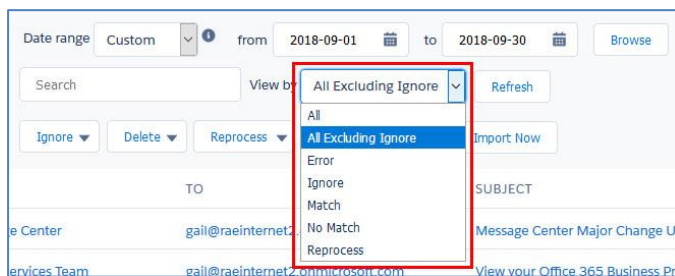 Date range Custom from 2018-09-01 to 2018-09-30 Browse
Search View by All Excluding Ignore Refresh
All
All Excluding Ignore
Ignore Delete Reprocess Import Now
Error
Ignore
TO SUBJECT
Match
No Match
e Center gail@raeinternet2. Message Center Major Change U
Reprocess
ervices Team gail@raeinternet2.onmicrosoft.com View your Office 365 Business Pr